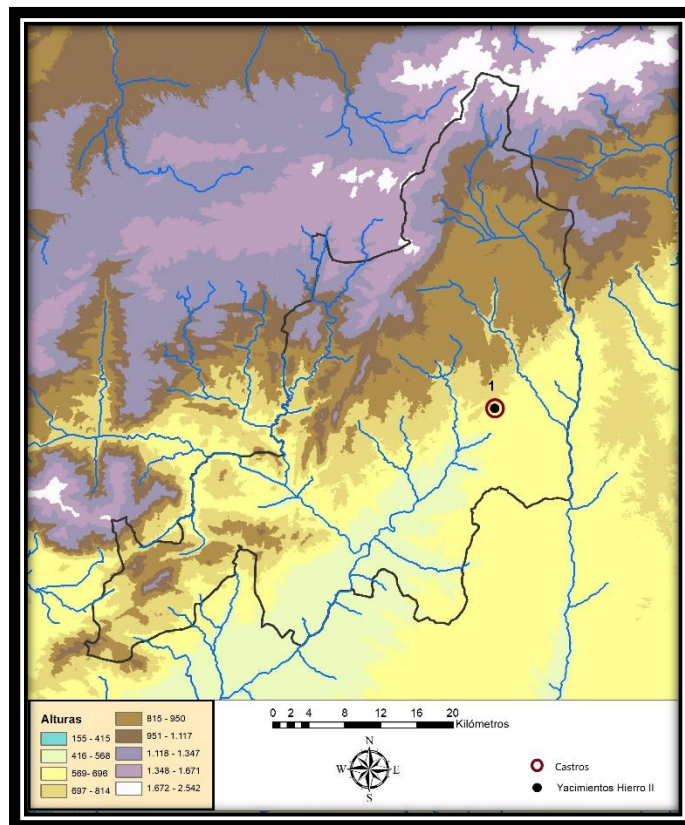 1
Alturas
155 - 415
416 - 568
569- 696
697 - 814
815 - 950
951 - 1.117
1.118 - 1.347
1.348 - 1.671
1.672 - 2.542
0 2 4 8 12 16 20
Kilómetros
N
W E
S
Castros
Yacimientos Hierro II